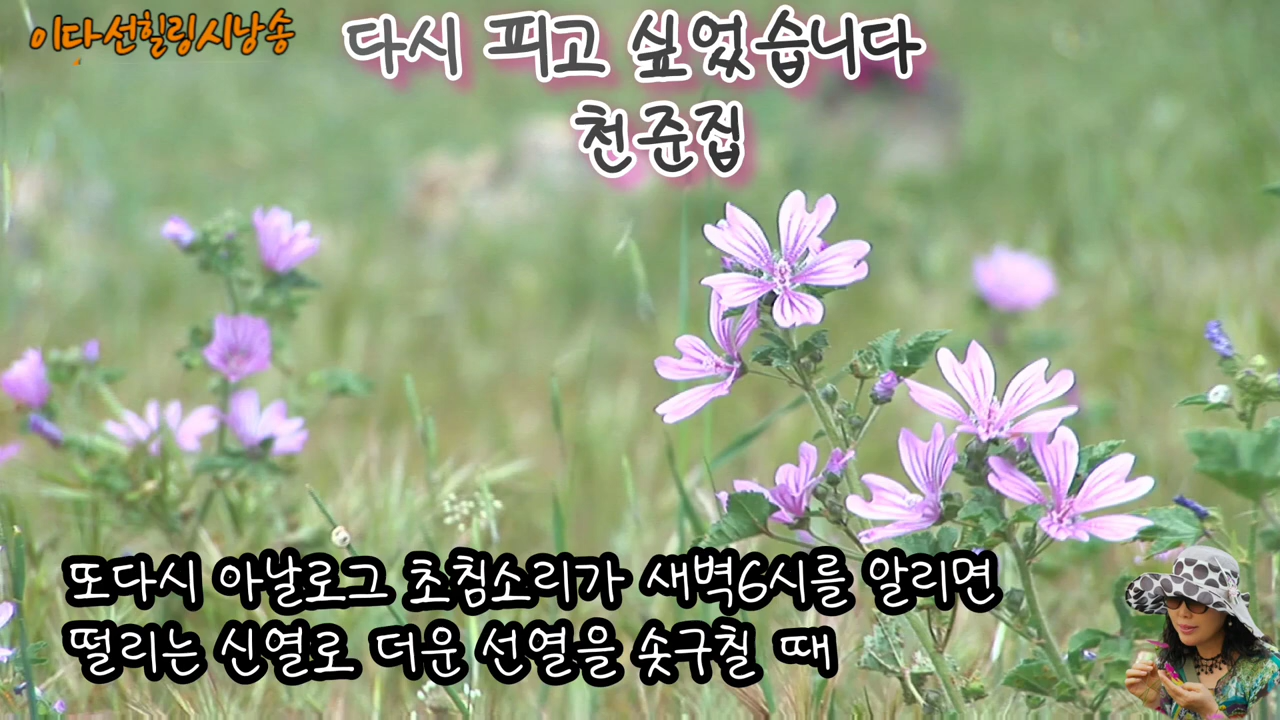 이다선힐링시낭송
다시 피고 싶었습니다
천준집
또다시 아날로그 초침소리가 새벽6시를 알리면
떨리는 신열로 더운 선열을 솟구칠 때